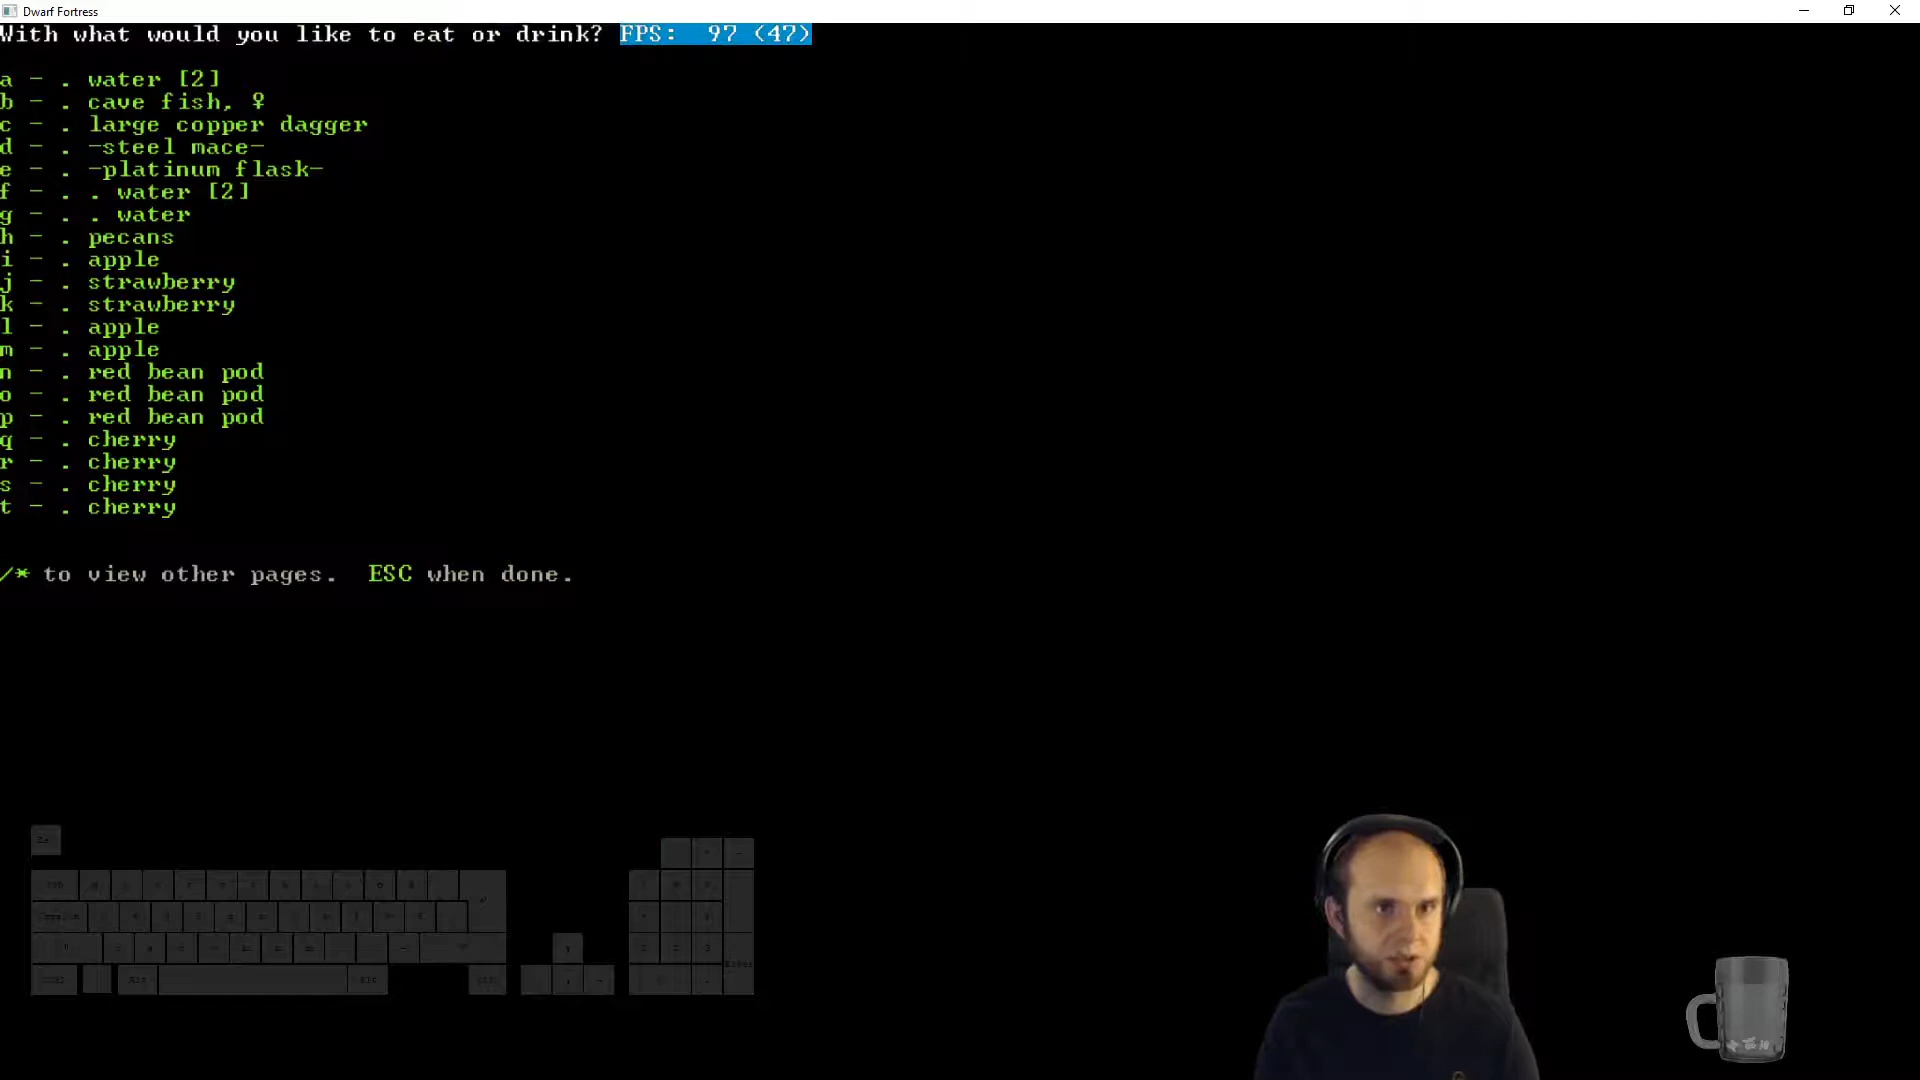 Dwarf Fortress
With what would you like to eat or drink? FPS: 97 (47)
a - . water [2]
b - . cave fish, ♀
c - . large copper dagger
d - . -steel mace-
e - . -platinum flask-
f - . . water [2]
g - . . water
h - . pecans
i - . apple
j - . strawberry
k - . strawberry
l - . apple
m - . apple
n - . red bean pod
o - . red bean pod
p - . red bean pod
q - . cherry
r - . cherry
s - . cherry
t - . cherry
/* to view other pages. ESC when done.